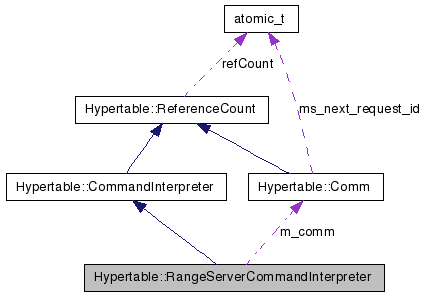 atomic_t
refCount
Hypertable::ReferenceCount
ms_next_request_id
Hypertable::CommandInterpreter
Hypertable::Comm
m_comm
Hypertable::RangeServerCommandInterpreter